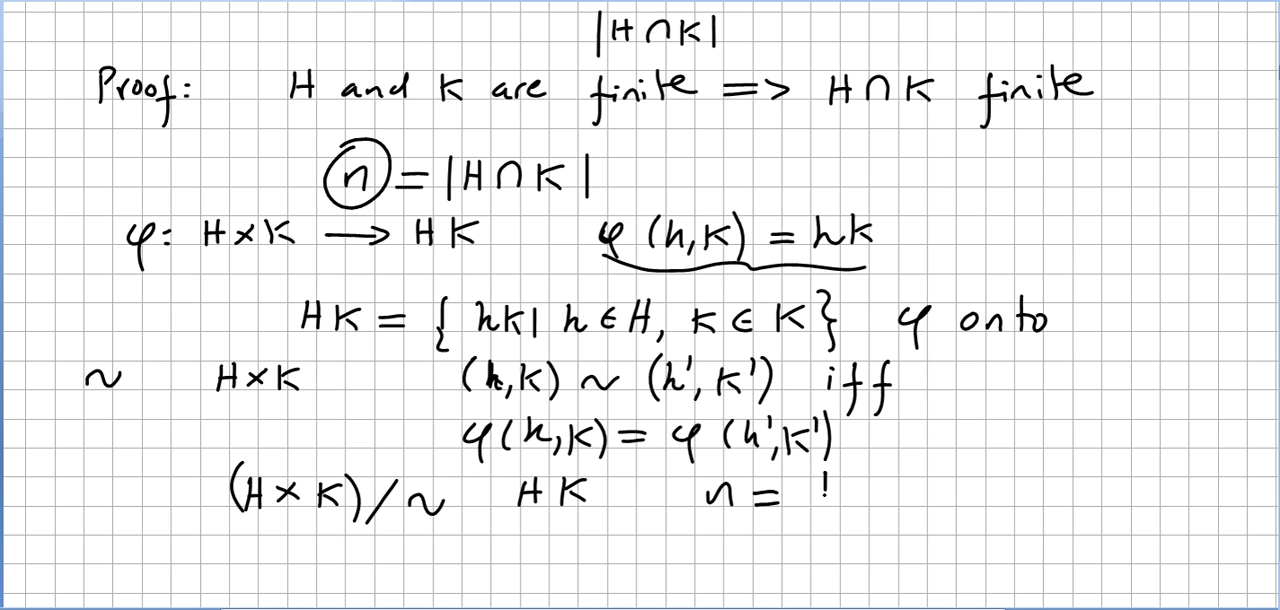 |H ∩ K|
Proof: H and K are finite => H ∩ K finite
n = |H ∩ K|
φ: H × K → HK φ(h,k) = hk
HK = { hk | h ∈ H, k ∈ K } φ onto
~ H × K (h,k) ~ (h',k') iff
φ(h,k) = φ(h',k')
(H × K)/~ HK n =